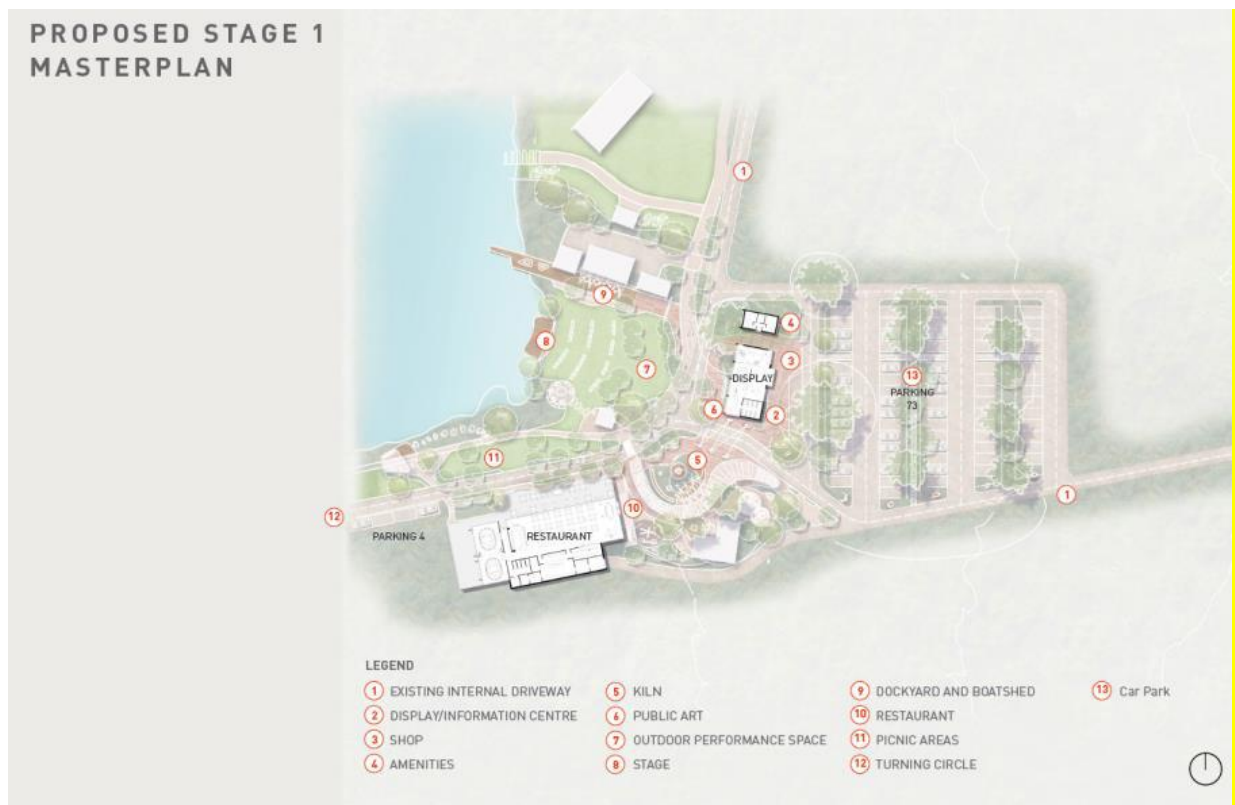 PROPOSED STAGE 1
MASTERPLAN
1
9
4
8
3
7
DISPLAY
13
PARKING
73
6
2
11
5
1
10
12
PARKING 4
RESTAURANT
LEGEND
1 EXISTING INTERNAL DRIVEWAY
2 DISPLAY/INFORMATION CENTRE
3 SHOP
4 AMENITIES
5 KILN
6 PUBLIC ART
7 OUTDOOR PERFORMANCE SPACE
8 STAGE
9 DOCKYARD AND BOATSHED
10 RESTAURANT
11 PICNIC AREAS
12 TURNING CIRCLE
13 Car Park